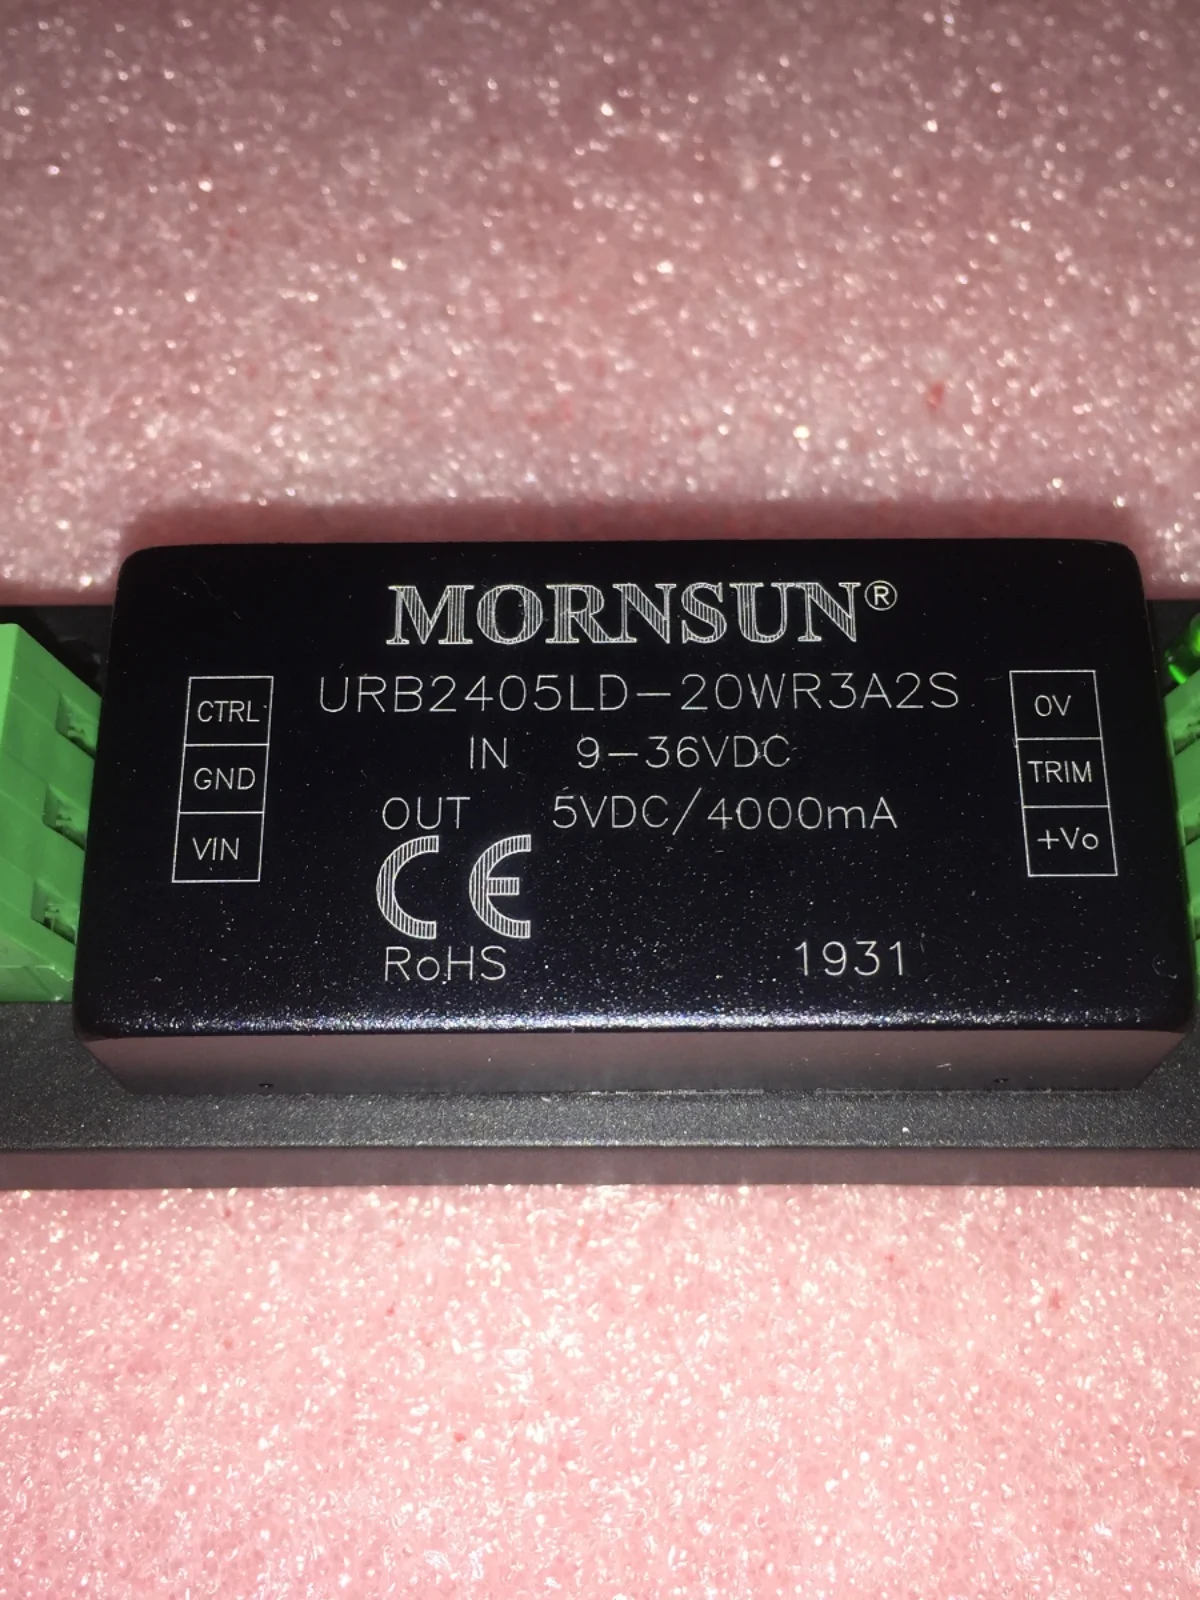 MORNSUN®
URB2405LD-20WR3A2S
IN 9-36VDC
OUT 5VDC/4000mA
CTRL
GND
VIN
0V
TRIM
+Vo
CE
RoHS
1931